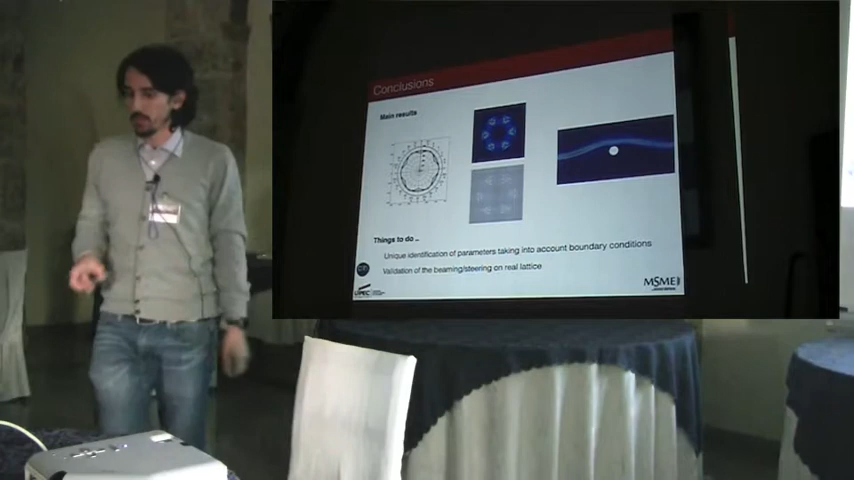 Conclusions
Main results
Things to do ..
Unique identification of parameters taking into account boundary conditions
Validation of the beaming/steering on real lattice
UPEC
MSME